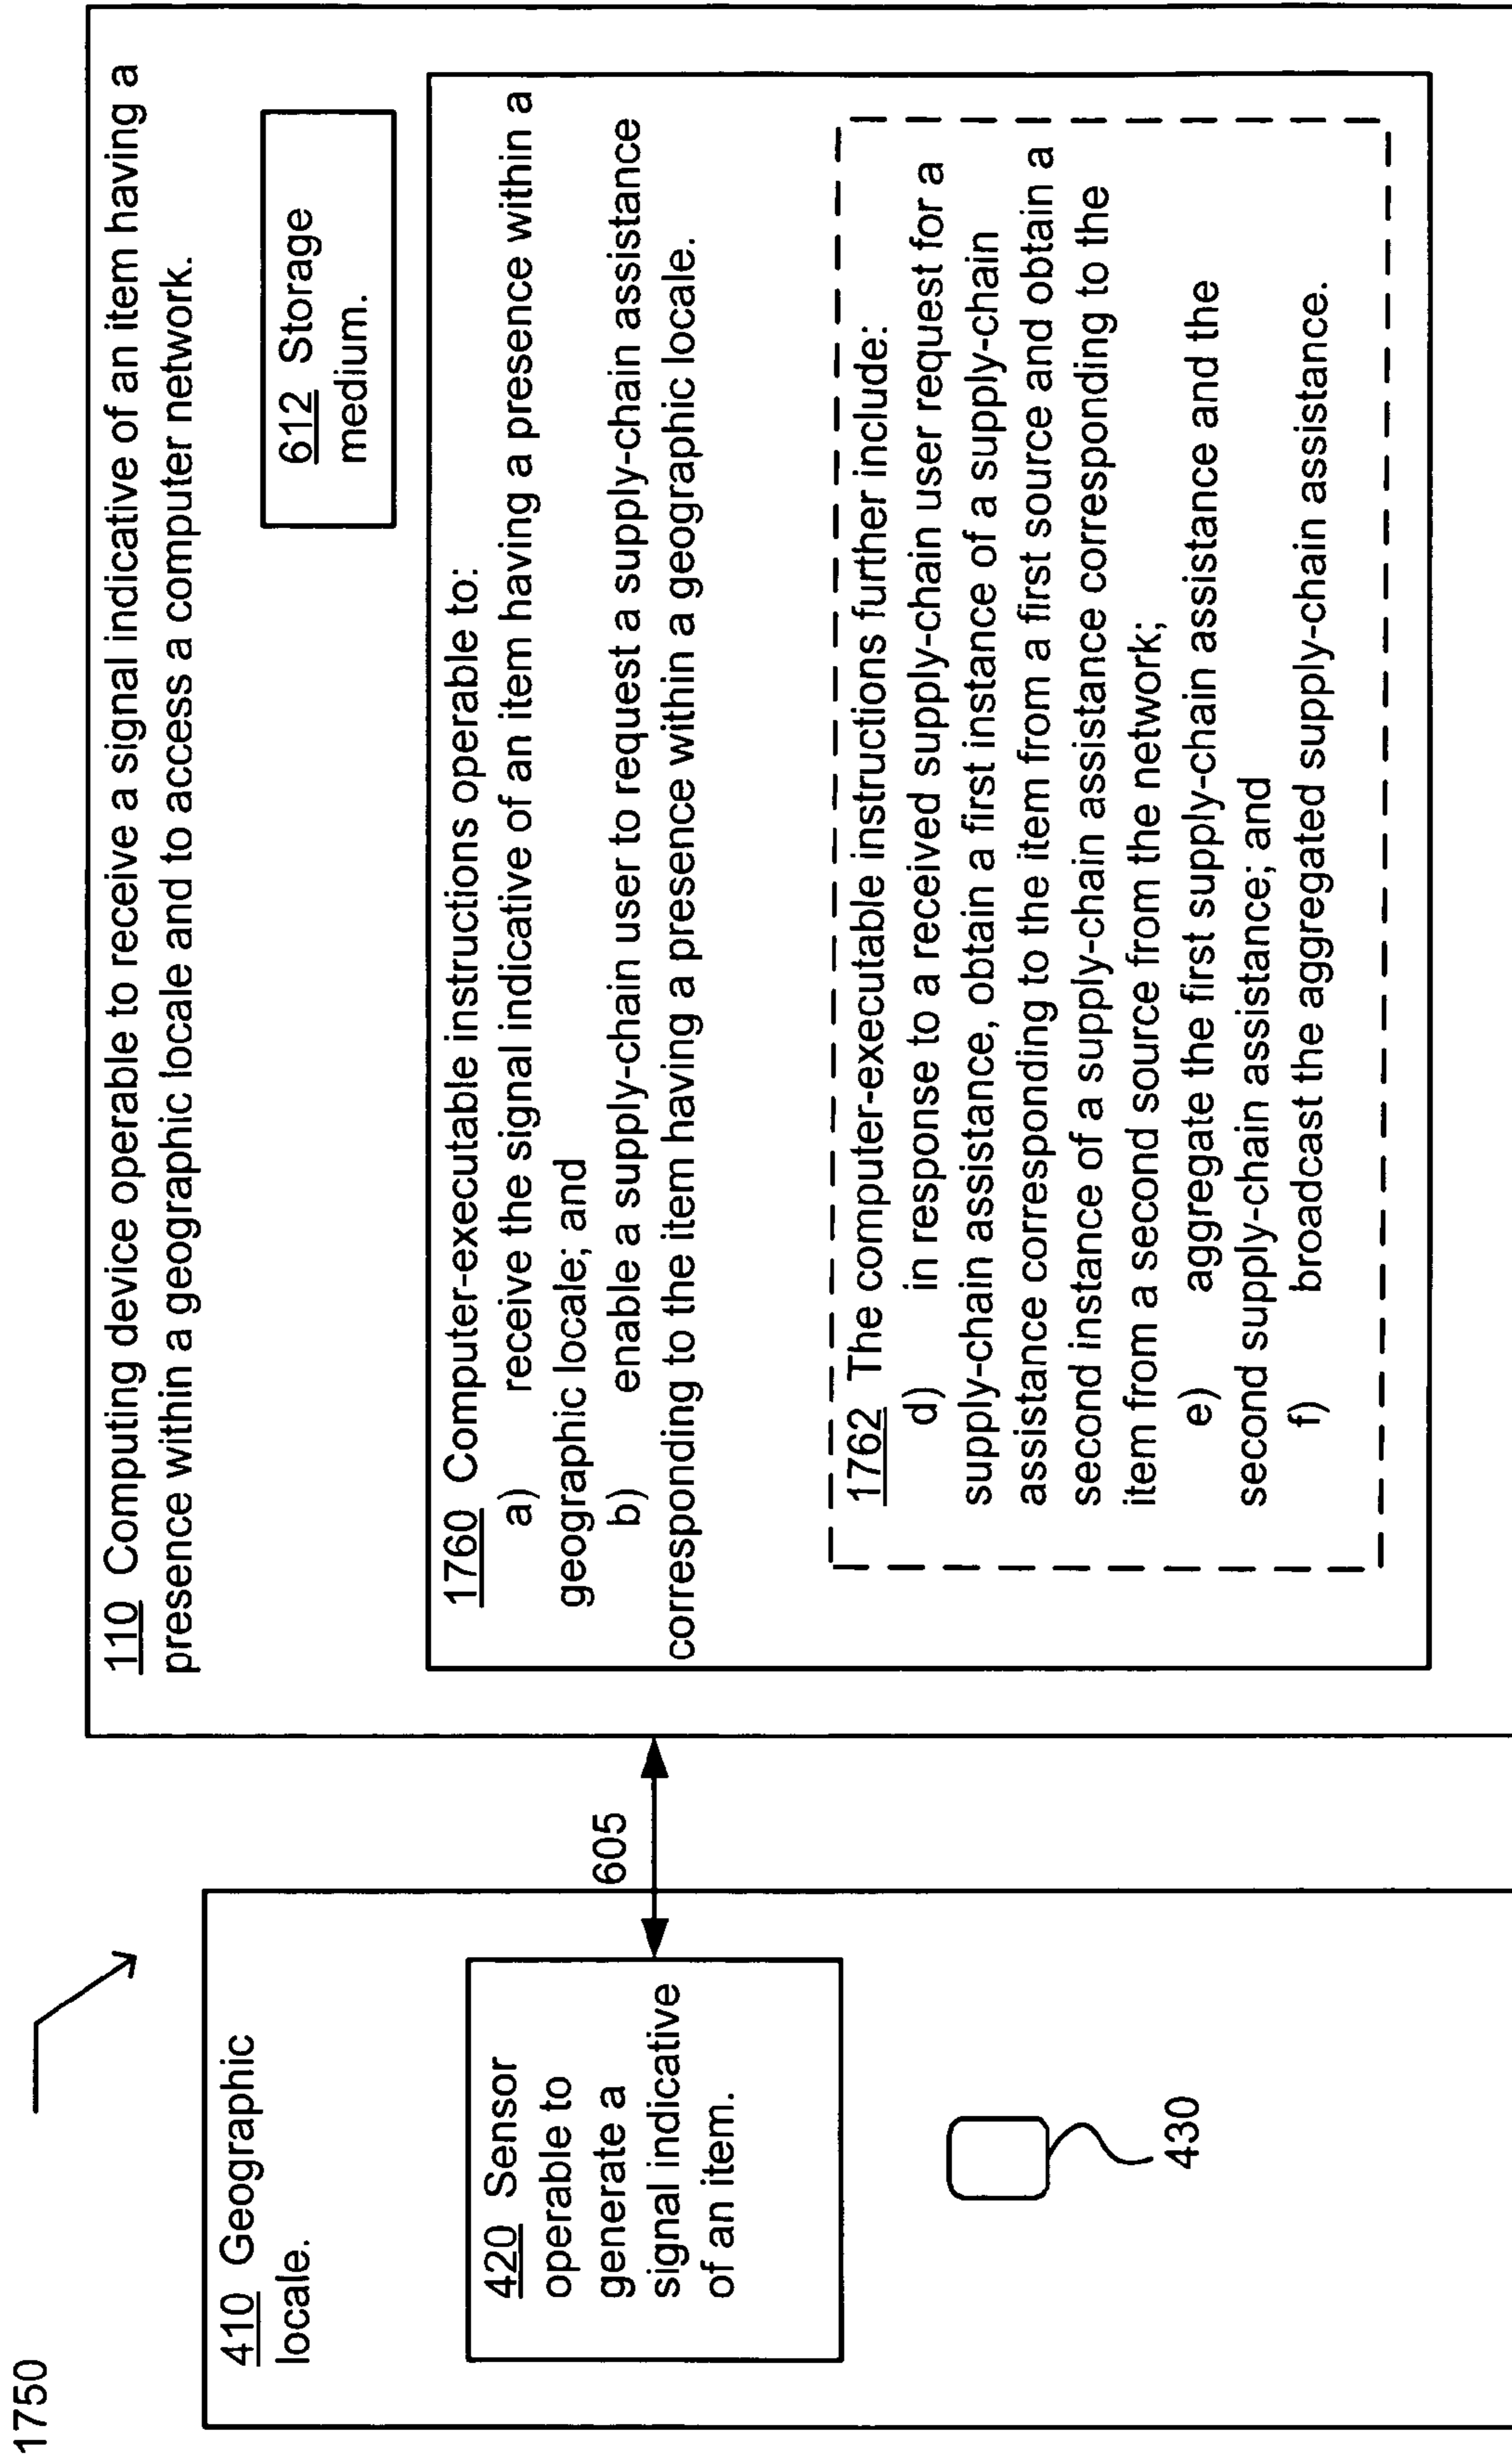 1750
410 Geographic
locale.
420 Sensor
operable to
generate a
signal indicative
of an item.
430
605
110 Computing device operable to receive a signal indicative of an item having a
presence within a geographic locale and to access a computer network.
612 Storage
medium.
1760 Computer-executable instructions operable to:
a) receive the signal indicative of an item having a presence within a
geographic locale; and
b) enable a supply-chain user to request a supply-chain assistance
corresponding to the item having a presence within a geographic locale.
1762 The computer-executable instructions further include:
d) in response to a received supply-chain user request for a
supply-chain assistance, obtain a first instance of a supply-chain
assistance corresponding to the item from a first source and obtain a
second instance of a supply-chain assistance corresponding to the
item from a second source from the network;
e) aggregate the first supply-chain assistance and the
second supply-chain assistance; and
f) broadcast the aggregated supply-chain assistance.